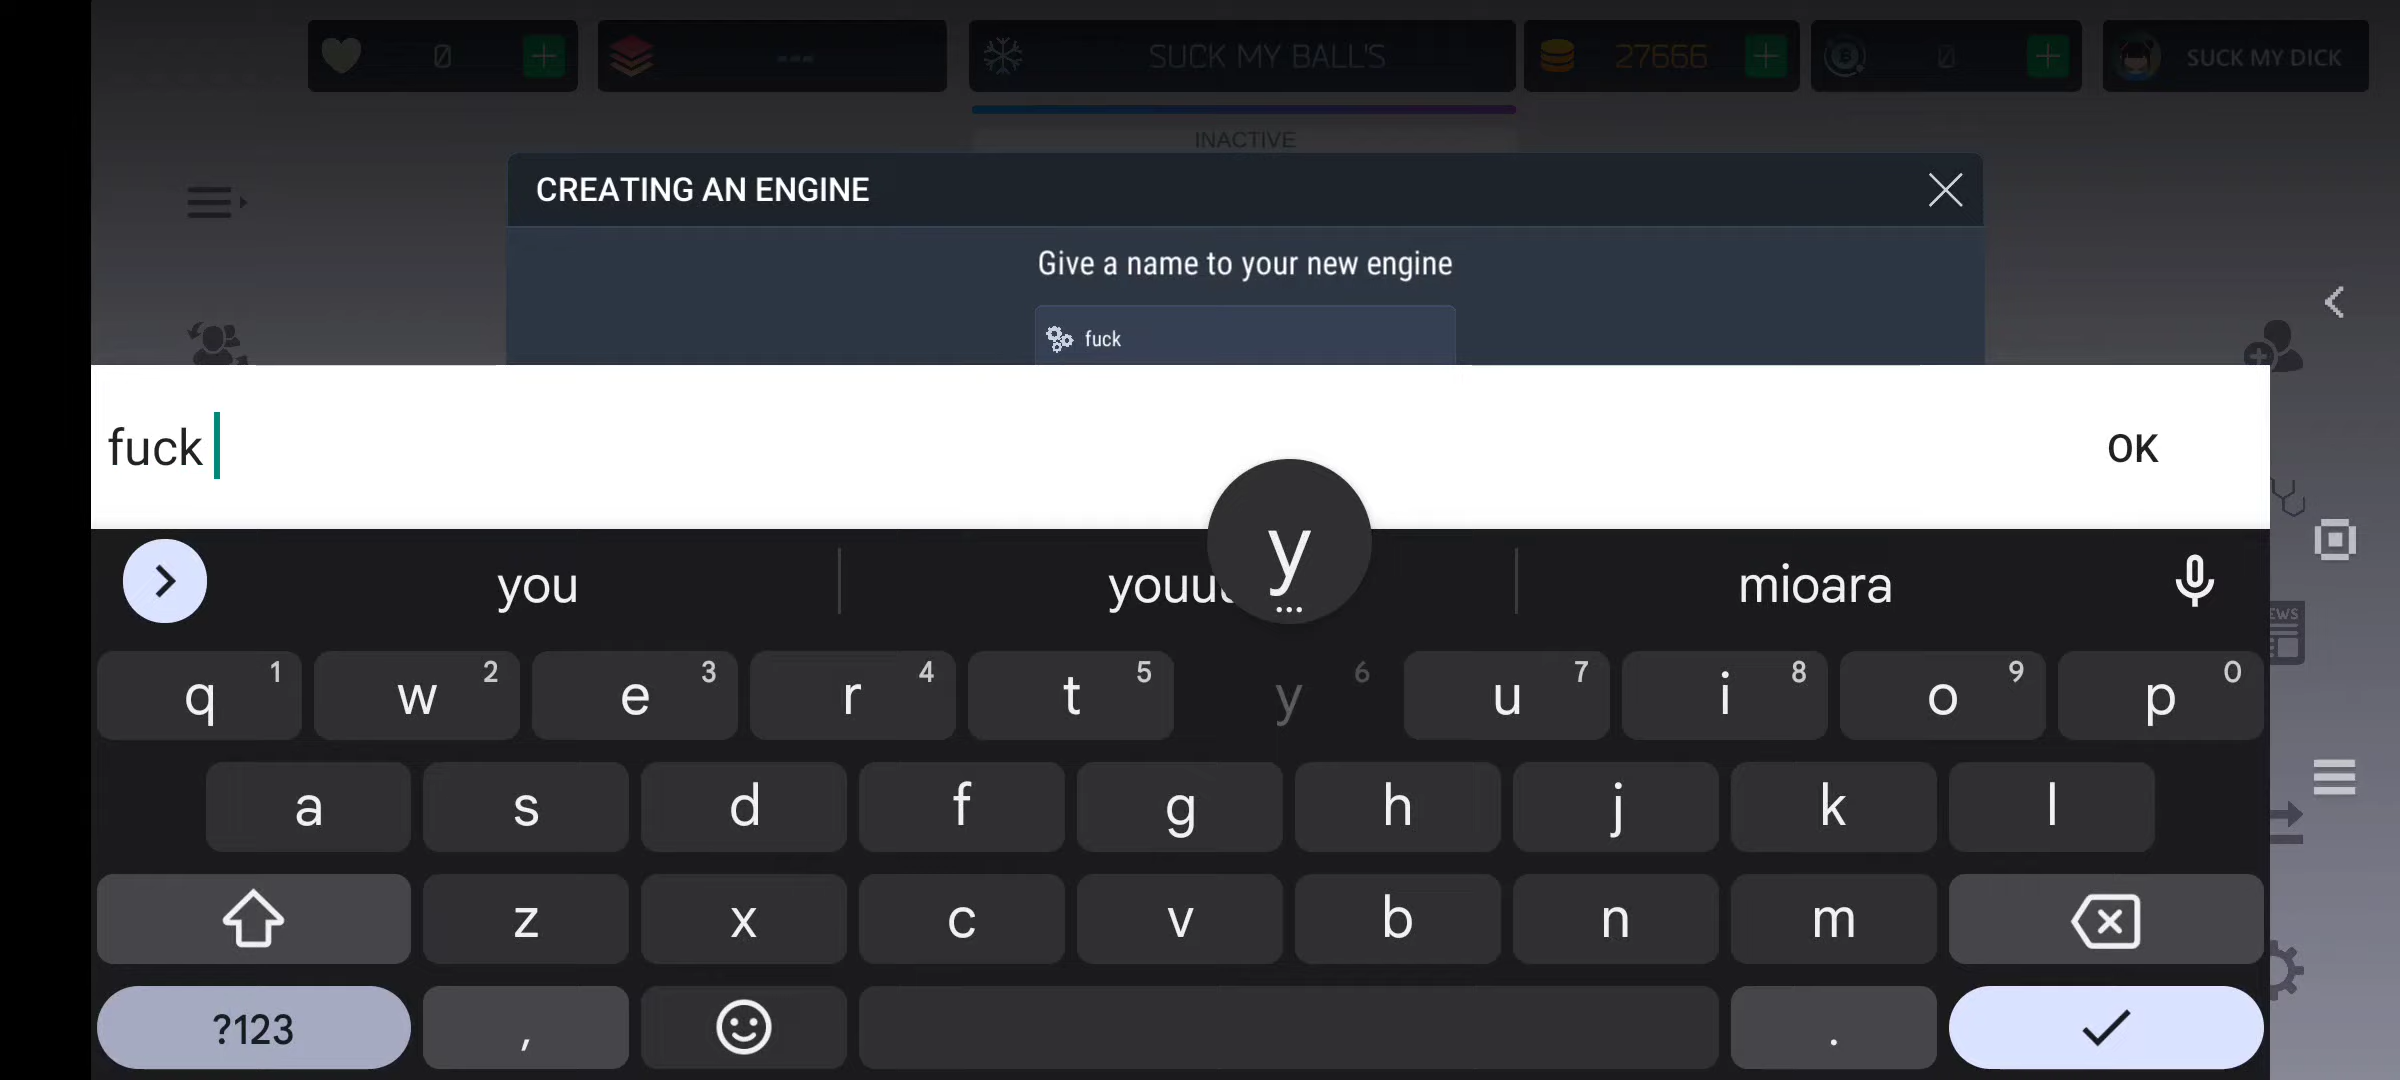 0 --- SUCK MY BALL'S 27666 0 SUCK MY DICK
INACTIVE
CREATING AN ENGINE
Give a name to your new engine
fuck
fuck OK
y
you mioara
EWS
q 1 w 2 e 3 r 4 t 5 y 6 u 7 i 8 o 9 p 0
a s d f g h j k l
z x c v b n m
?123 , .